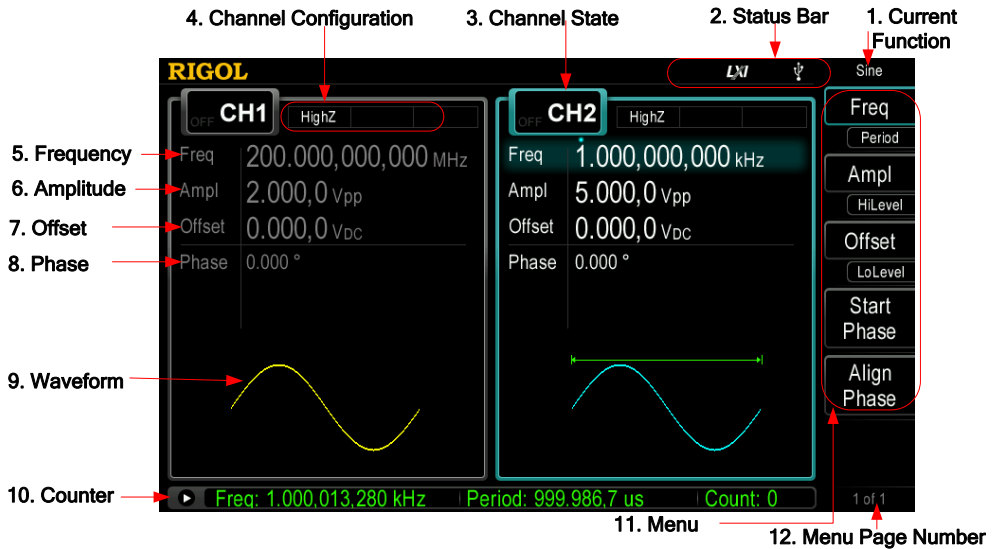 4. Channel Configuration
3. Channel State
2. Status Bar
1. Current
Function
RIGOL
LXI
Sine
OFF CH1
HighZ
OFF CH2
HighZ
5. Frequency
Freq 200.000,000,000 MHz
6. Amplitude
Ampl 2.000,0 Vpp
7. Offset
Offset 0.000,0 VDC
8. Phase
Phase 0.000 °
Freq 1.000,000,000 kHz
Ampl 5.000,0 Vpp
Offset 0.000,0 VDC
Phase 0.000 °
Freq
Period
Ampl
HiLevel
Offset
LoLevel
Start
Phase
Align
Phase
9. Waveform
10. Counter
Freq: 1.000,013,280 kHz Period: 999.986,7 us Count: 0
1 of 1
11. Menu
12. Menu Page Number